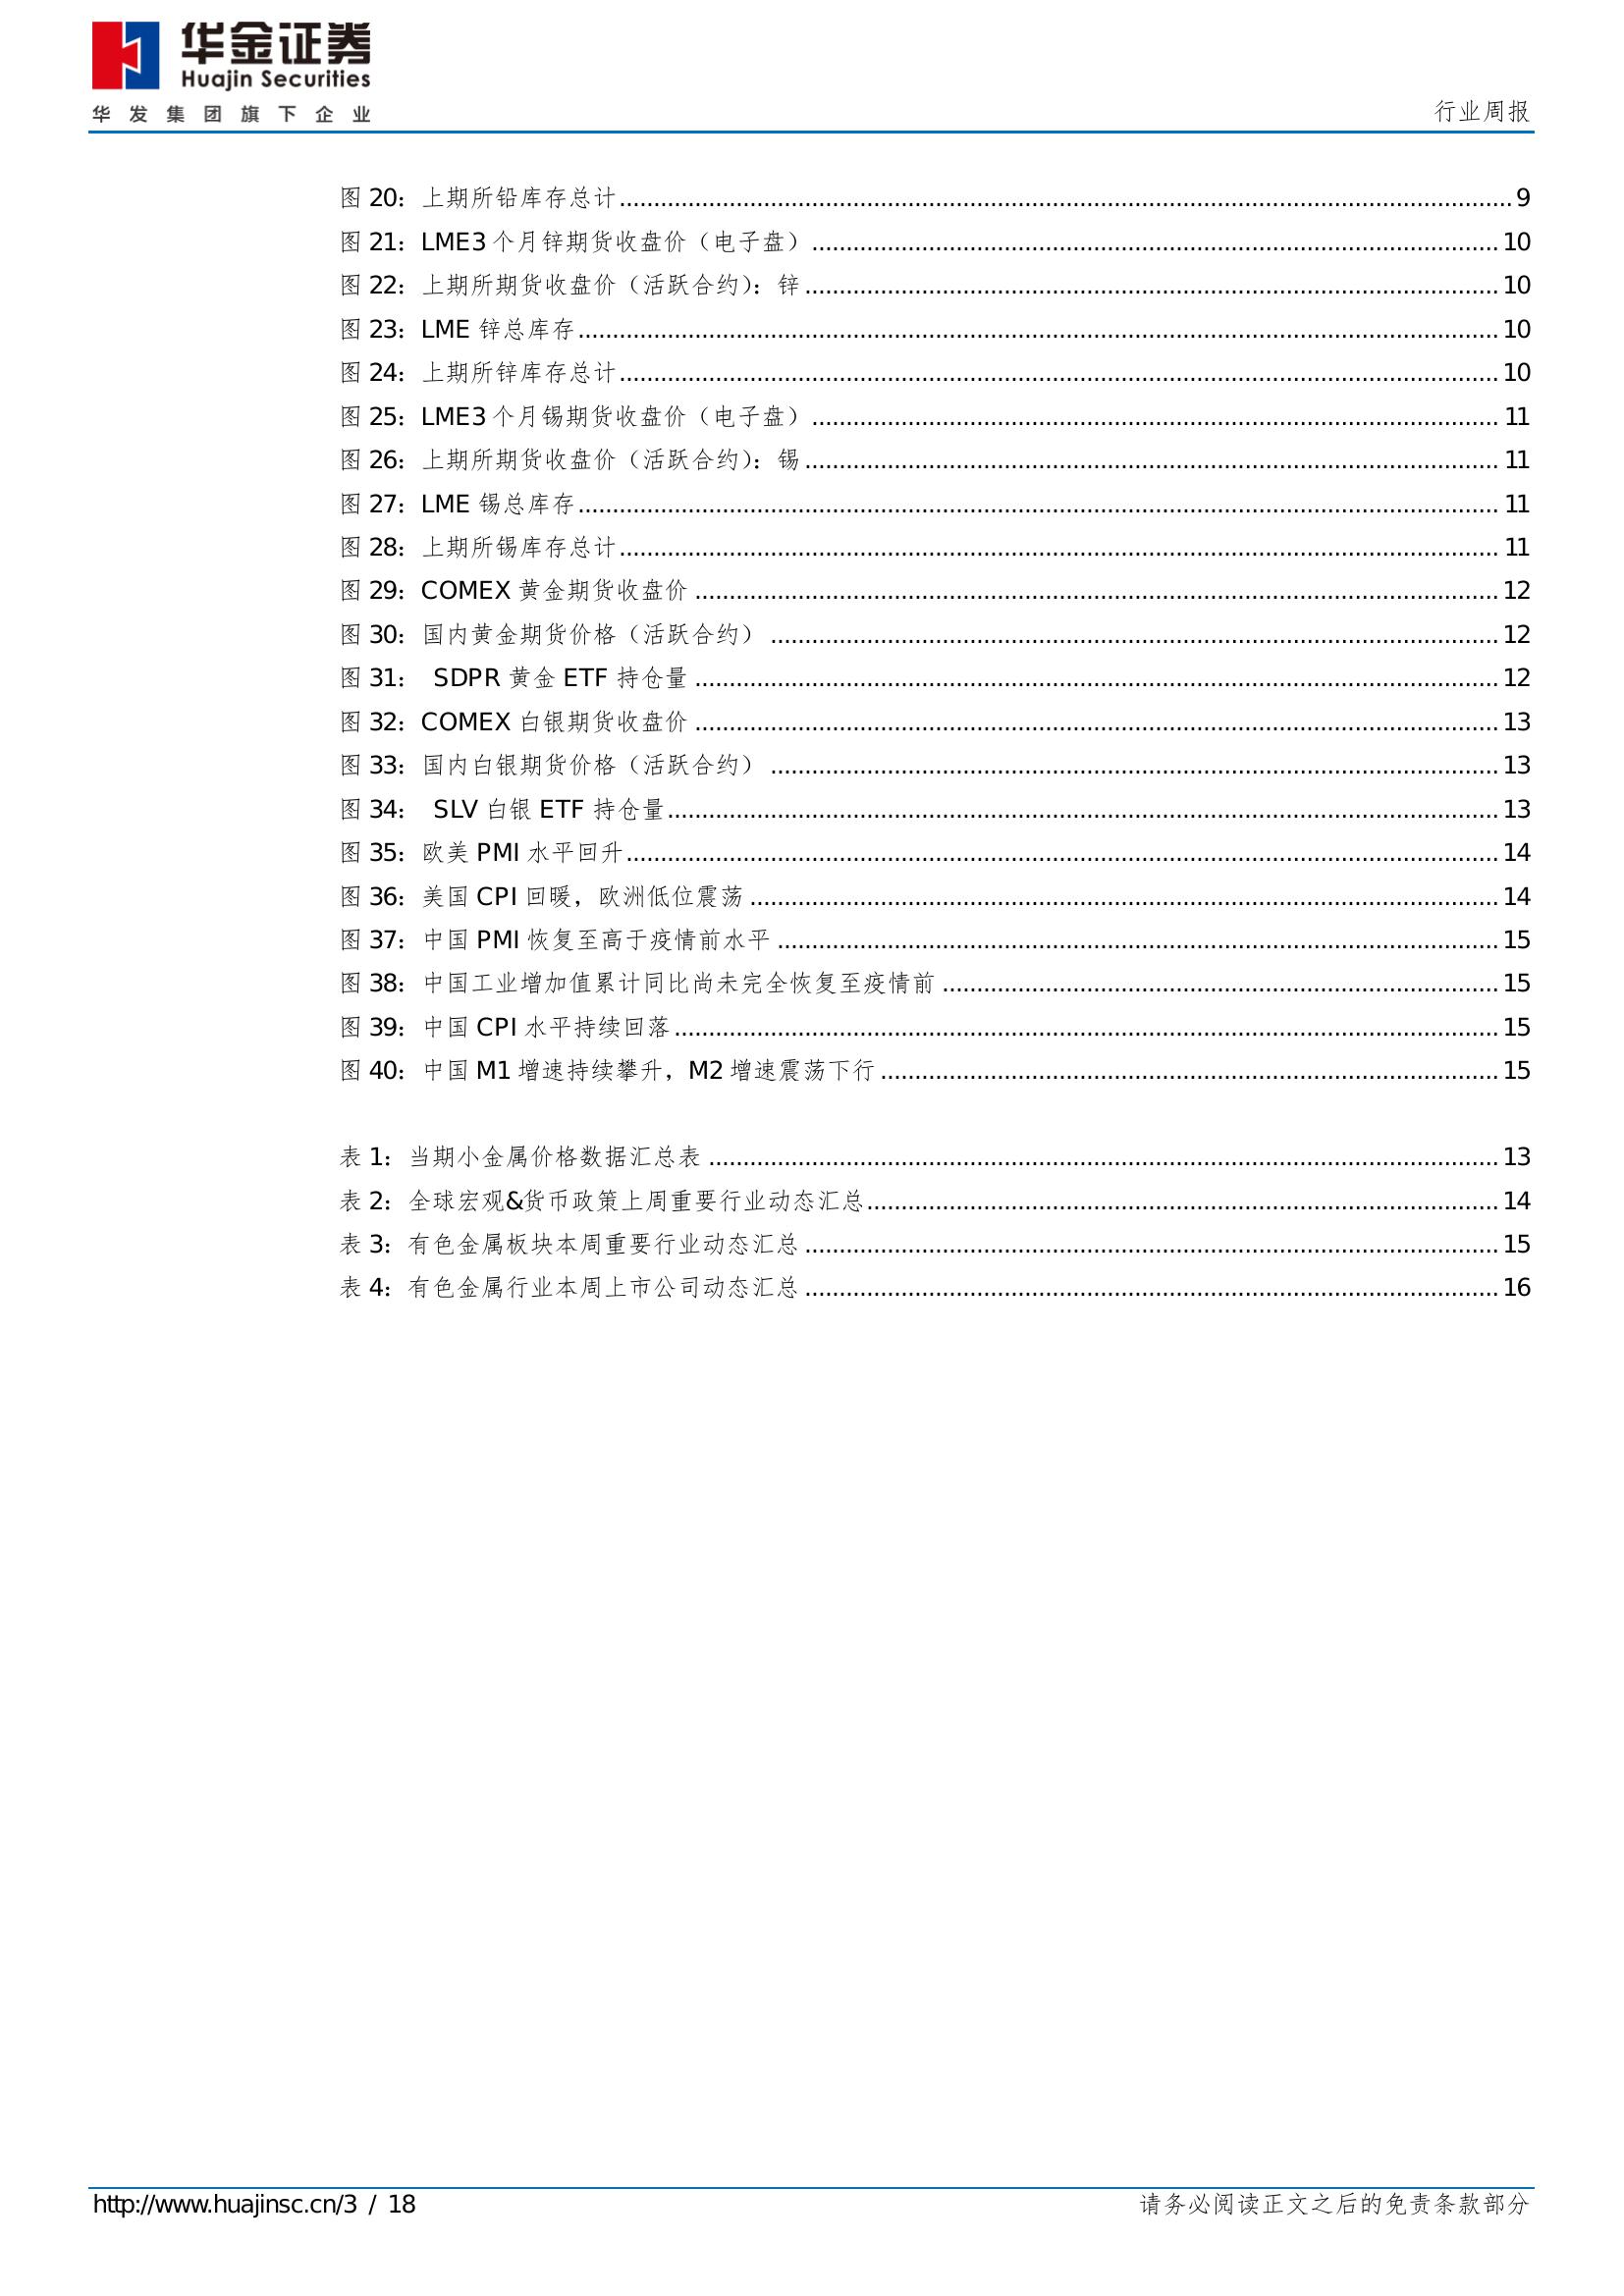 华金证券
Huajin Securities
华发集团旗下企业
行业周报
图 20：上期所铅库存总计........................................ 9
图 21：LME3 个月锌期货收盘价（电子盘）........................................ 10
图 22：上期所期货收盘价（活跃合约）：锌........................................ 10
图 23：LME 锌总库存........................................ 10
图 24：上期所锌库存总计........................................ 10
图 25：LME3 个月锡期货收盘价（电子盘）........................................ 11
图 26：上期所期货收盘价（活跃合约）：锡........................................ 11
图 27：LME 锡总库存........................................ 11
图 28：上期所锡库存总计........................................ 11
图 29：COMEX 黄金期货收盘价........................................ 12
图 30：国内黄金期货价格（活跃合约）........................................ 12
图 31： SDPR 黄金 ETF 持仓量........................................ 12
图 32：COMEX 白银期货收盘价........................................ 13
图 33：国内白银期货价格（活跃合约）........................................ 13
图 34： SLV 白银 ETF 持仓量........................................ 13
图 35：欧美 PMI 水平回升........................................ 14
图 36：美国 CPI 回暖，欧洲低位震荡........................................ 14
图 37：中国 PMI 恢复至高于疫情前水平........................................ 15
图 38：中国工业增加值累计同比尚未完全恢复至疫情前........................................ 15
图 39：中国 CPI 水平持续回落........................................ 15
图 40：中国 M1 增速持续攀升，M2 增速震荡下行........................................ 15
表 1：当期小金属价格数据汇总表........................................ 13
表 2：全球宏观&货币政策上周重要行业动态汇总........................................ 14
表 3：有色金属板块本周重要行业动态汇总........................................ 15
表 4：有色金属行业本周上市公司动态汇总........................................ 16
http://www.huajinsc.cn/3 / 18
请务必阅读正文之后的免责条款部分